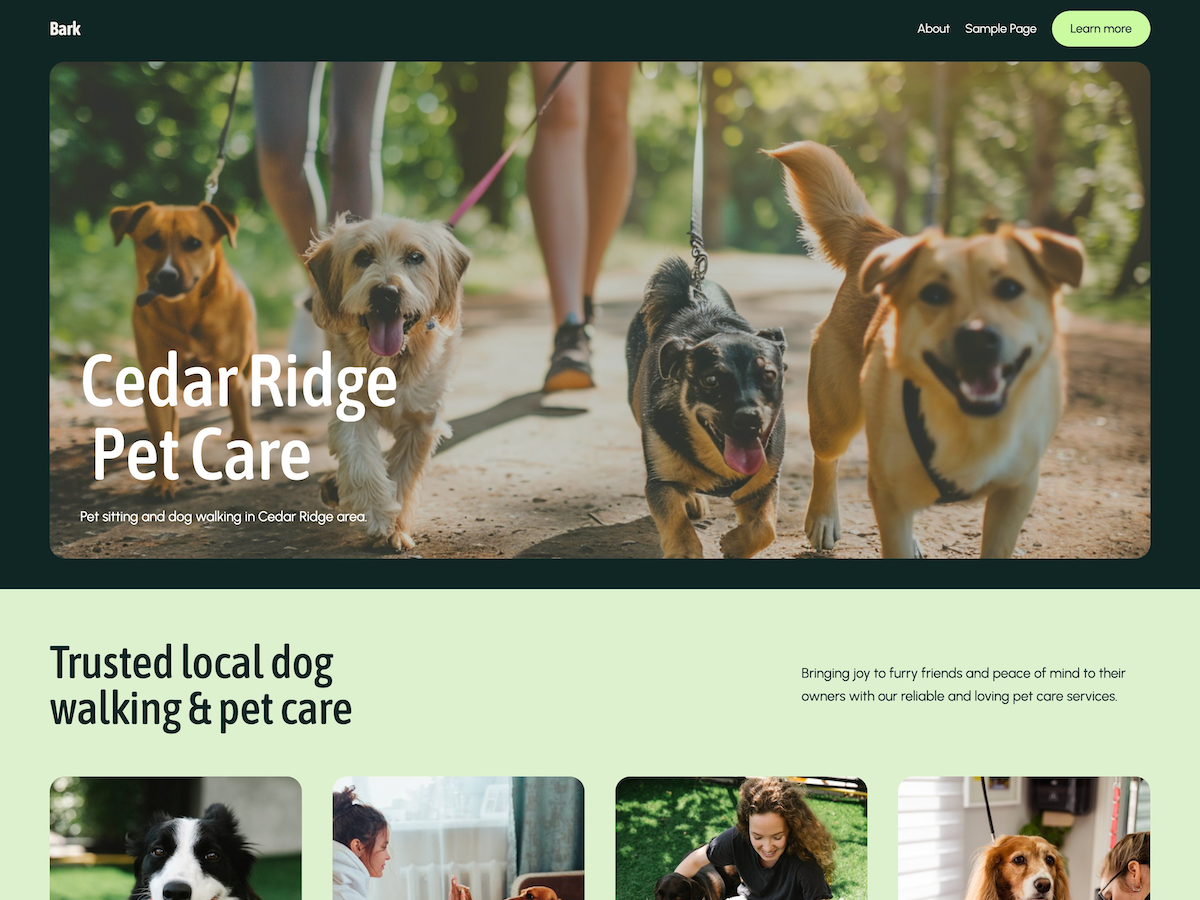 Bark
About
Sample Page
Learn more
Cedar Ridge
Pet Care
Pet sitting and dog walking in Cedar Ridge area.
Trusted local dog
walking & pet care
Bringing joy to furry friends and peace of mind to their
owners with our reliable and loving pet care services.